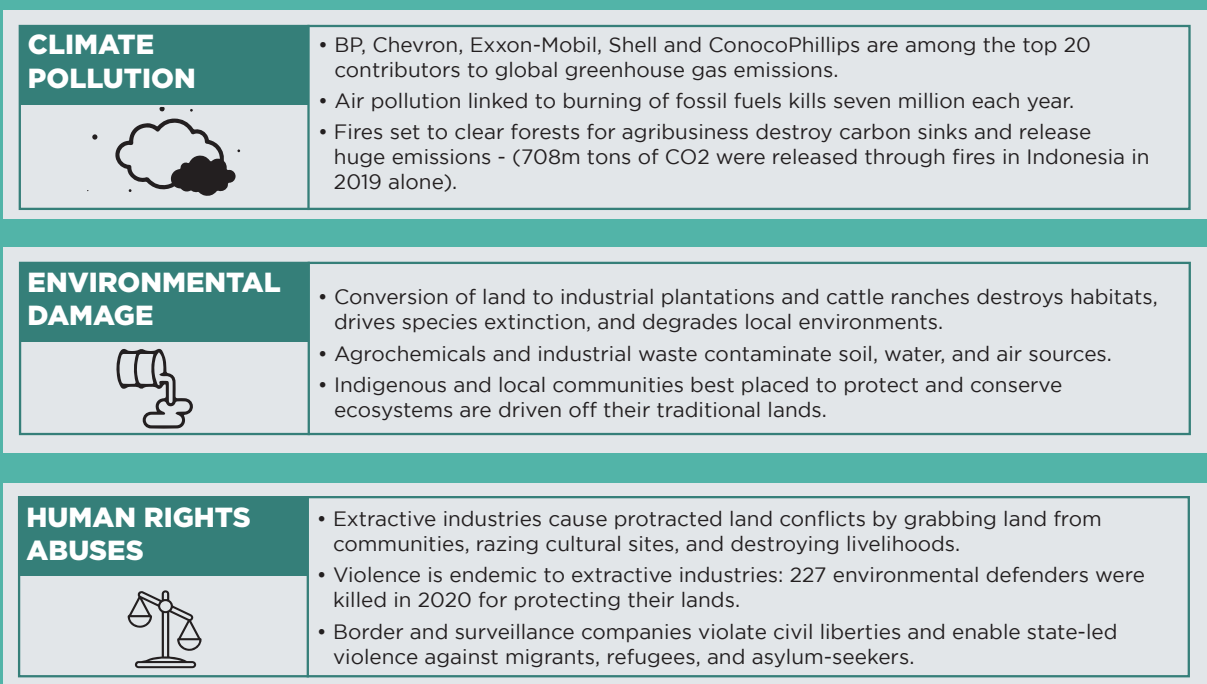 CLIMATE
POLLUTION
• BP, Chevron, Exxon-Mobil, Shell and ConocoPhillips are among the top 20
contributors to global greenhouse gas emissions.
• Air pollution linked to burning of fossil fuels kills seven million each year.
• Fires set to clear forests for agribusiness destroy carbon sinks and release
huge emissions - (708m tons of CO2 were released through fires in Indonesia in
2019 alone).
ENVIRONMENTAL
DAMAGE
• Conversion of land to industrial plantations and cattle ranches destroys habitats,
drives species extinction, and degrades local environments.
• Agrochemicals and industrial waste contaminate soil, water, and air sources.
• Indigenous and local communities best placed to protect and conserve
ecosystems are driven off their traditional lands.
HUMAN RIGHTS
ABUSES
• Extractive industries cause protracted land conflicts by grabbing land from
communities, razing cultural sites, and destroying livelihoods.
• Violence is endemic to extractive industries: 227 environmental defenders were
killed in 2020 for protecting their lands.
• Border and surveillance companies violate civil liberties and enable state-led
violence against migrants, refugees, and asylum-seekers.